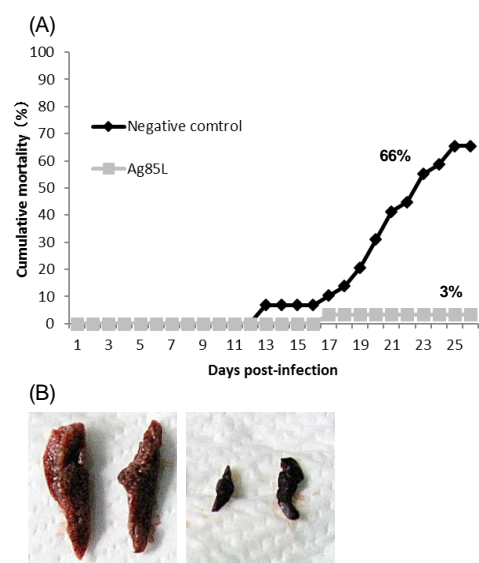 (A)
Cumulative mortality (%)
100
90
80
70
60
50
40
30
20
10
0
Negative comtrol
Ag85L
66%
3%
1 3 5 7 9 11 13 15 17 19 21 23 25
Days post-infection
(B)